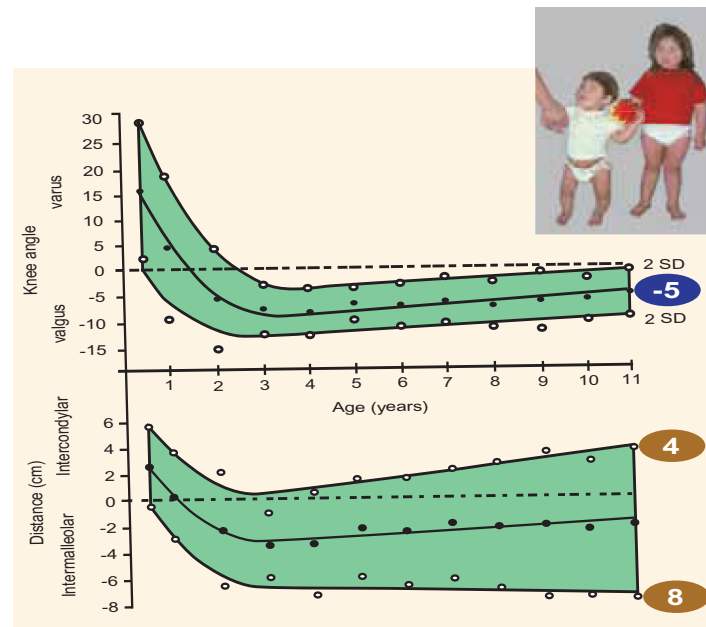 30
25
20
15
10
5
0
-5
-10
-15
varus
Knee angle
valgus
2 SD
-5
2 SD
1 2 3 4 5 6 7 8 9 10 11
Age (years)
6
4
2
0
-2
-4
-6
-8
Intercondylar
Distance (cm)
Intermalleolar
4
8